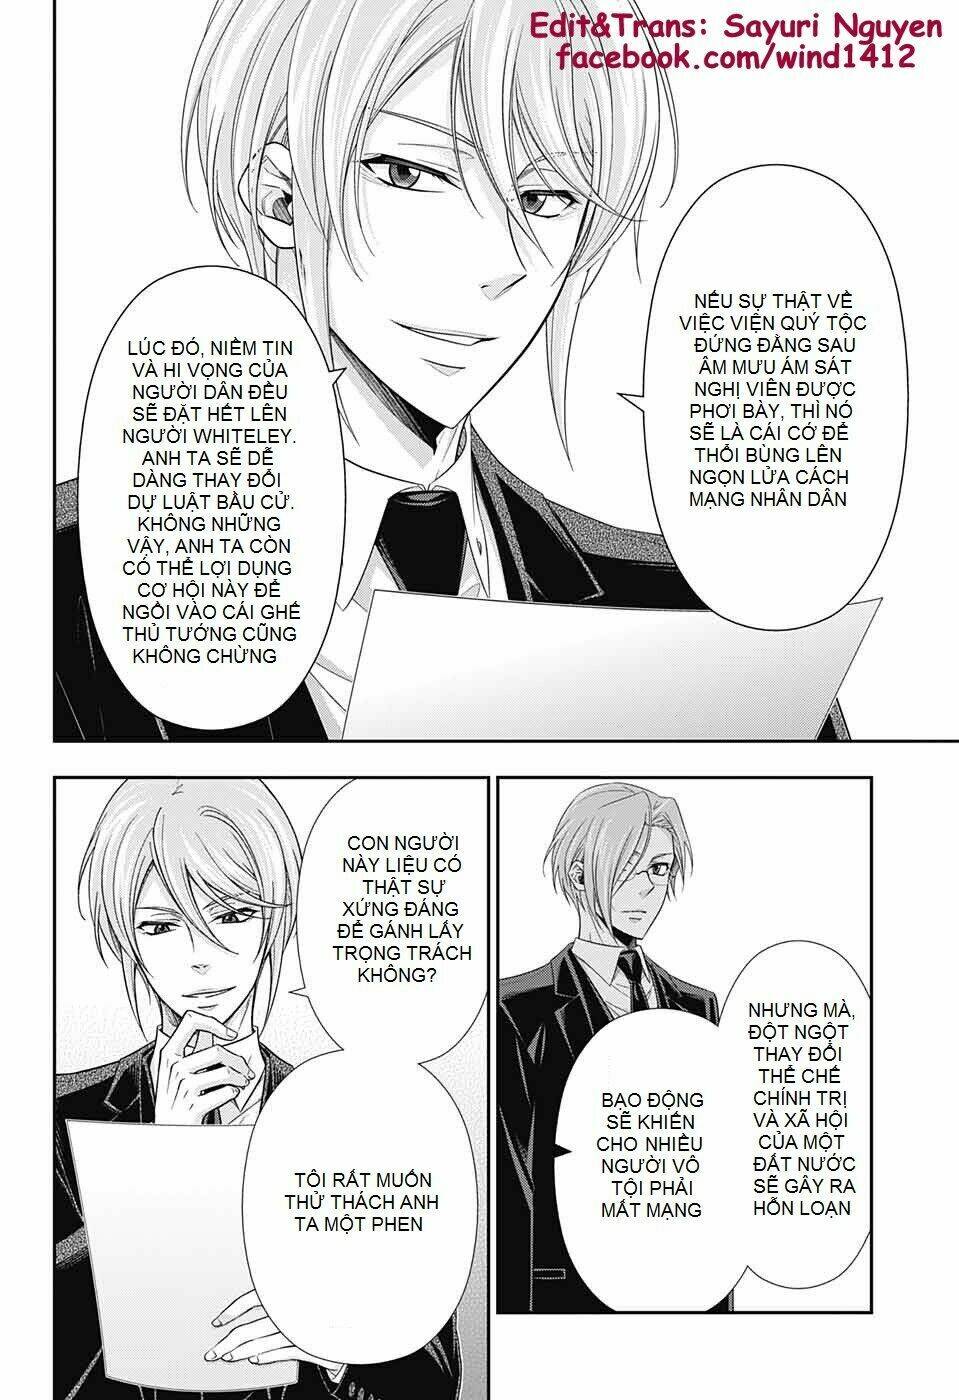 Edit&Trans: Sayuri Nguyen
facebook.com/wind1412
NẾU SỰ THẬT VỀ
VIỆC VIỆN QUÝ TỘC
ĐỨNG ĐẰNG SAU
ÂM MƯU ÁM SÁT
NGHỊ VIÊN ĐƯỢC
PHƠI BÀY, THÌ NÓ
SẼ LÀ CÁI CỚ ĐỂ
THỔI BÙNG LÊN
NGỌN LỬA CÁCH
MẠNG NHÂN DÂN
LÚC ĐÓ, NIỀM TIN
VÀ HI VỌNG CỦA
NGƯỜI DÂN ĐỀU
SẼ ĐẶT HẾT LÊN
NGƯỜI WHITELEY.
ANH TA SẼ DỄ
DÀNG THAY ĐỔI
DỰ LUẬT BẦU CỬ.
KHÔNG NHỮNG
VẬY, ANH TA CÒN
CÓ THỂ LỢI DỤNG
CƠ HỘI NÀY ĐỂ
NGỒI VÀO CÁI GHẾ
THỦ TƯỚNG CŨNG
KHÔNG CHỪNG
NHƯNG MÀ,
ĐỘT NGỘT
THAY ĐỔI
THỂ CHẾ
CHÍNH TRỊ
VÀ XÃ HỘI
CỦA MỘT
ĐẤT NƯỚC
SẼ GÂY RA
HỖN LOẠN
BẠO ĐỘNG
SẼ KHIẾN
CHO NHIỀU
NGƯỜI VÔ
TỘI PHẢI
MẤT MẠNG
CON NGƯỜI
NÀY LIỆU CÓ
THẬT SỰ
XỨNG ĐÁNG
ĐỂ GÁNH LẤY
TRỌNG TRÁCH
KHÔNG?
TÔI RẤT MUỐN
THỬ THÁCH ANH
TA MỘT PHEN